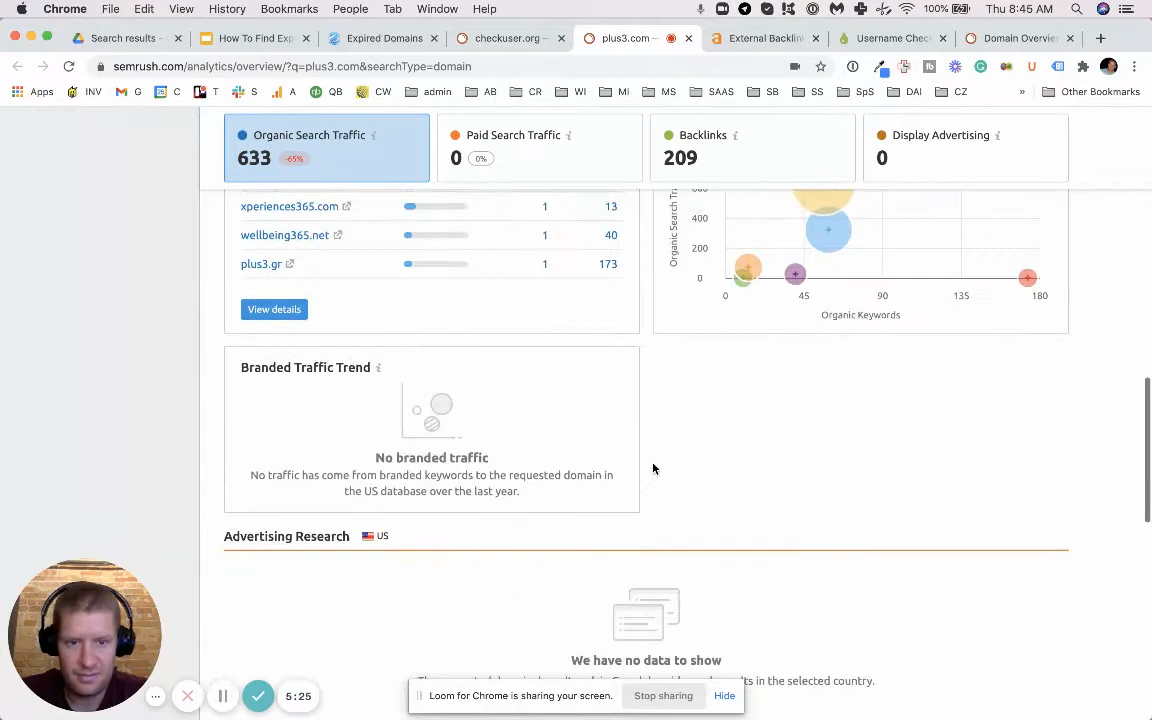 Chrome File Edit View History Bookmarks People Tab Window Help 100% Thu 8:45 AM
Search results – How To Find Exp Expired Domains checkuser.org – plus3.com — External Backlin Username Che Domain Overvie
semrush.com/analytics/overview/?q=plus3.com&searchType=domain
Apps INV G C T S A QB CW admin AB CR WI MI MS SAAS SB SS SpS DAI CZ » Other Bookmarks
Organic Search Traffic i
633 -65%
Paid Search Traffic i
0 0%
Backlinks i
209
Display Advertising i
0
xperiences365.com 1 13
wellbeing365.net 1 40
plus3.gr 1 173
View details
Organic Search Tra
600
400
200
0
0 45 90 135 180
Organic Keywords
Branded Traffic Trend i
No branded traffic
No traffic has come from branded keywords to the requested domain in
the US database over the last year.
Advertising Research US
We have no data to show
in the selected country.
5:25
Loom for Chrome is sharing your screen. Stop sharing Hide